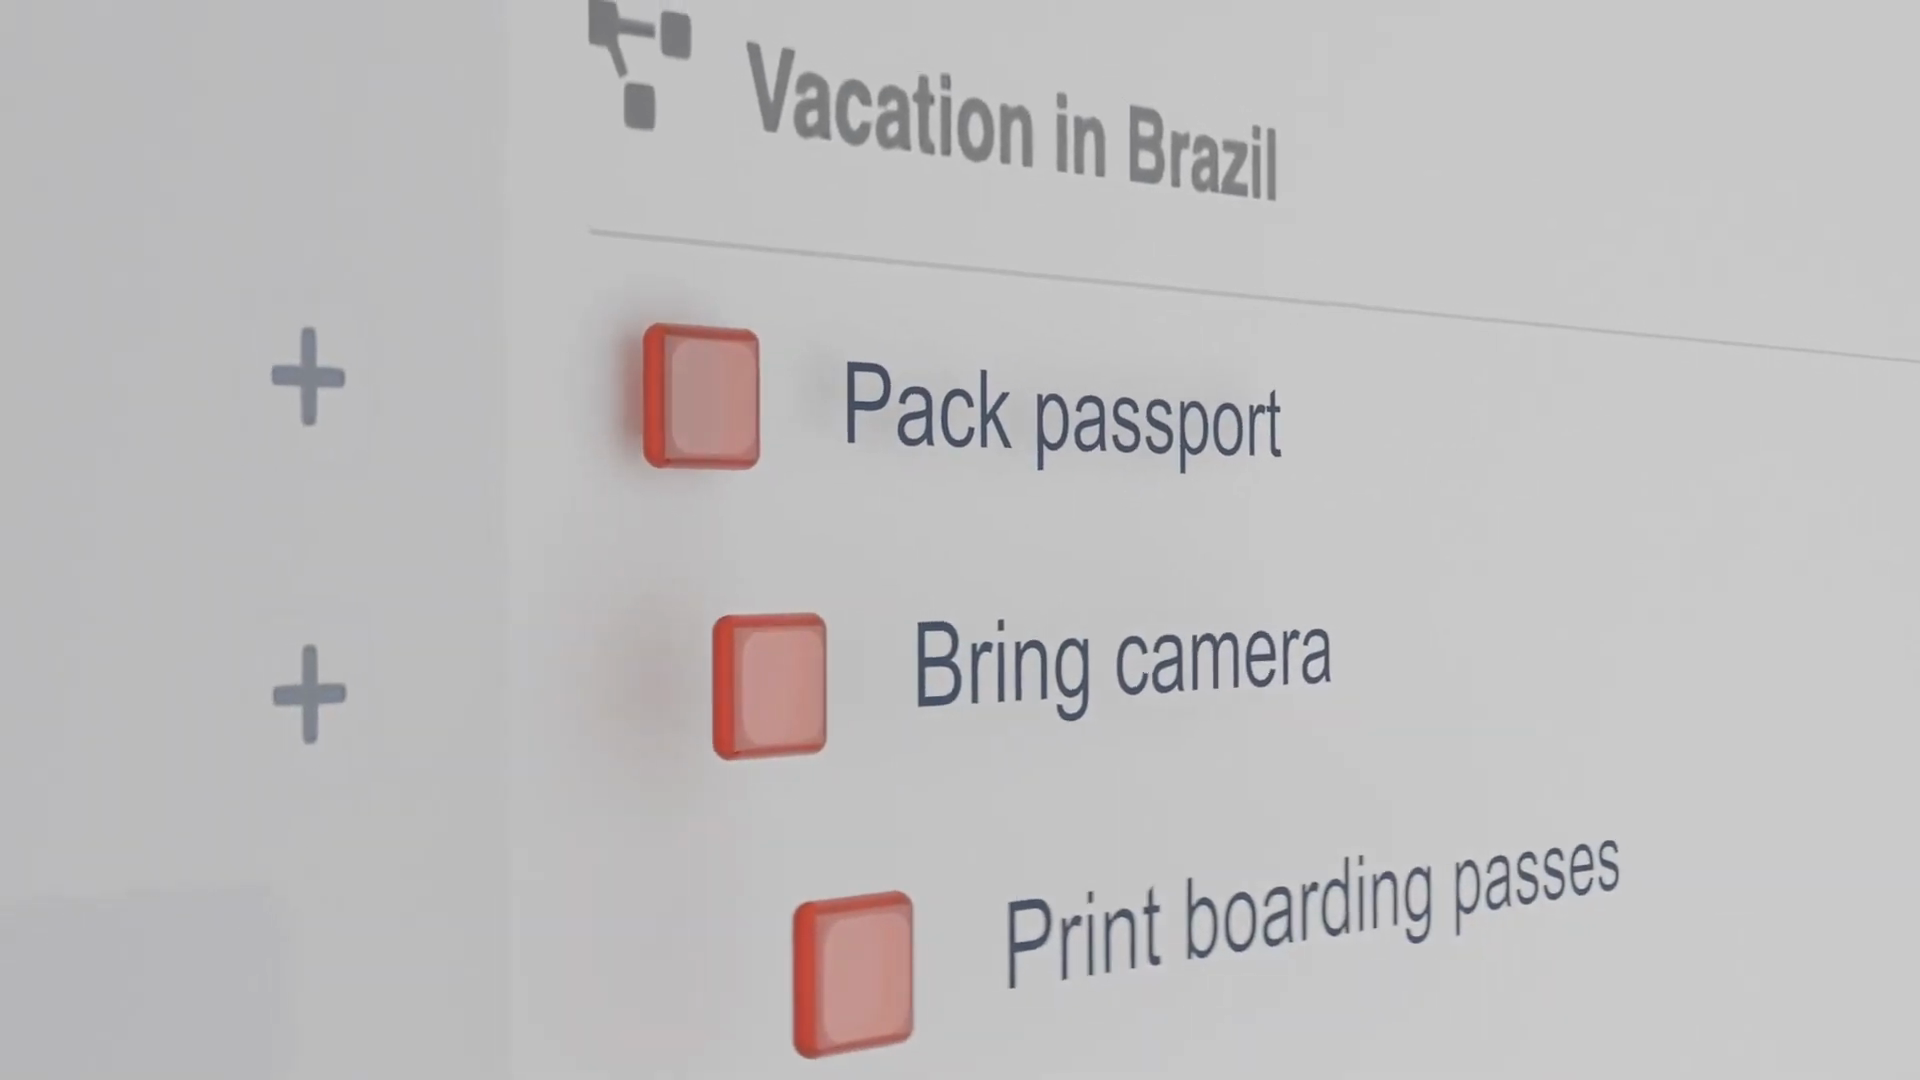 Vacation in Brazil
Pack passport
Bring camera
Print boarding passes